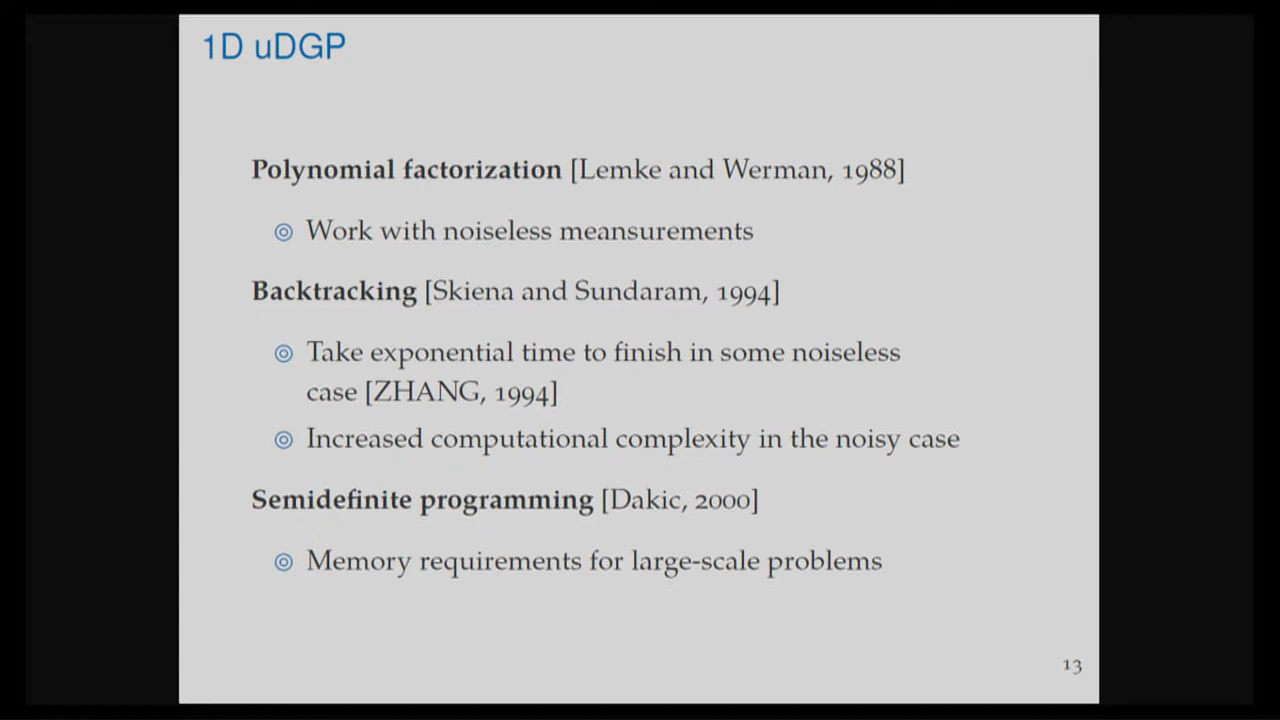 1D uDGP
Polynomial factorization [Lemke and Werman, 1988]
◎ Work with noiseless meansurements
Backtracking [Skiena and Sundaram, 1994]
◎ Take exponential time to finish in some noiseless
case [ZHANG, 1994]
◎ Increased computational complexity in the noisy case
Semidefinite programming [Dakic, 2000]
◎ Memory requirements for large-scale problems
13